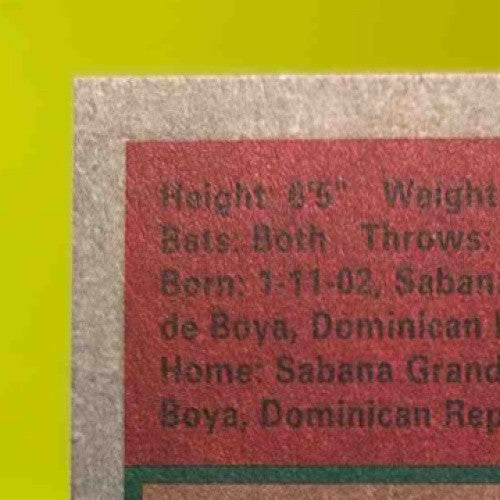 Height: 6'5" Weight
Bats: Both Throws:
Born: 1-11-02, Saban
de Boya, Dominican
Home: Sabana Grand
Boya, Dominican Rep